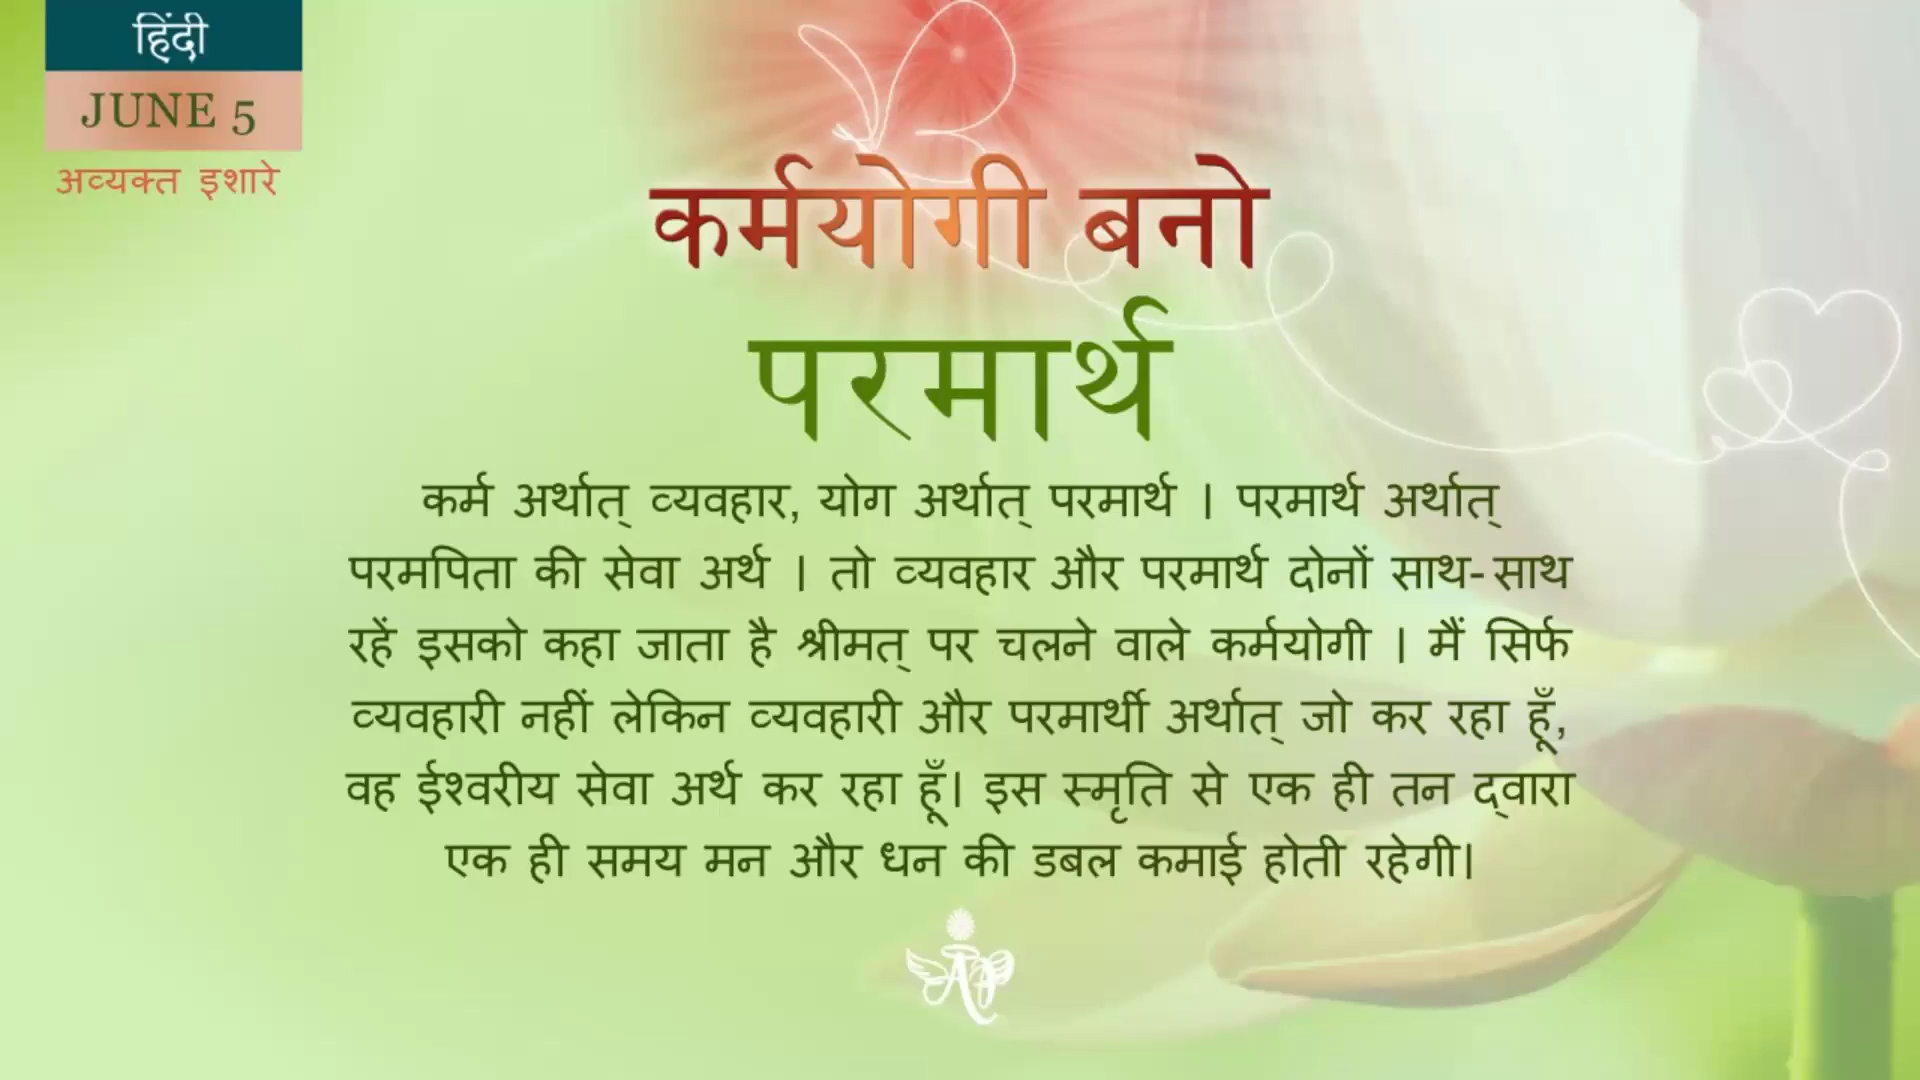 हिंदी
JUNE 5
अव्यक्त इशारे
कर्मयोगी बनो
परमार्थ
कर्म अर्थात् व्यवहार, योग अर्थात् परमार्थ । परमार्थ अर्थात्
परमपिता की सेवा अर्थ । तो व्यवहार और परमार्थ दोनों साथ-साथ
रहें इसको कहा जाता है श्रीमत् पर चलने वाले कर्मयोगी । मैं सिर्फ
व्यवहारी नहीं लेकिन व्यवहारी और परमार्थी अर्थात् जो कर रहा हूँ,
वह ईश्वरीय सेवा अर्थ कर रहा हूँ। इस स्मृति से एक ही तन द्वारा
एक ही समय मन और धन की डबल कमाई होती रहेगी।